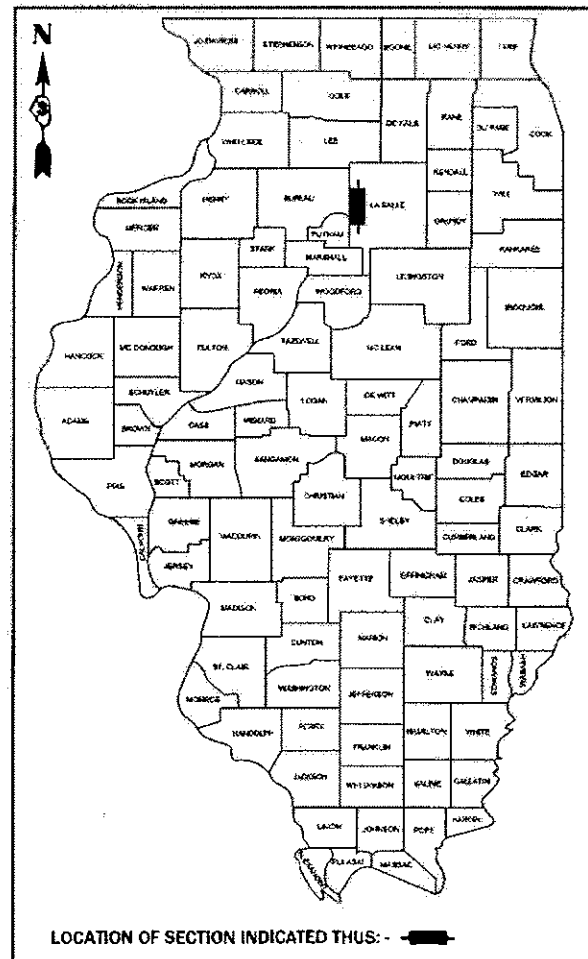 N
JO DAVIESS STEPHENSON WINNEBAGO BOONE MC HENRY LAKE
CARROLL OGLE
DE KALB KANE COOK
DU PAGE
WHITESIDE LEE
KENDALL
ROCK ISLAND HENRY BUREAU LA SALLE WILL
GRUNDY
MERCER PUTNAM
STARK MARSHALL KANKAKEE
HENDERSON WARREN KNOX PEORIA WOODFORD LIVINGSTON
IROQUOIS
HANCOCK MC DONOUGH FULTON TAZEWELL MC LEAN FORD
MASON
SCHUYLER LOGAN DE WITT CHAMPAIGN VERMILION
ADAMS BROWN CASS MENARD PIATT
MACON
MORGAN SANGAMON DOUGLAS
PIKE SCOTT MOULTRIE EDGAR
CHRISTIAN COLES
GREENE SHELBY
CALHOUN MACOUPIN MONTGOMERY CUMBERLAND CLARK
JERSEY FAYETTE EFFINGHAM JASPER CRAWFORD
MADISON BOND
CLAY RICHLAND LAWRENCE
CLINTON MARION
ST. CLAIR WAYNE EDWARDS WABASH
WASHINGTON JEFFERSON
MONROE
RANDOLPH PERRY HAMILTON WHITE
FRANKLIN
JACKSON WILLIAMSON SALINE GALLATIN
UNION JOHNSON POPE HARDIN
ALEXANDER PULASKI MASSAC
LOCATION OF SECTION INDICATED THUS: -